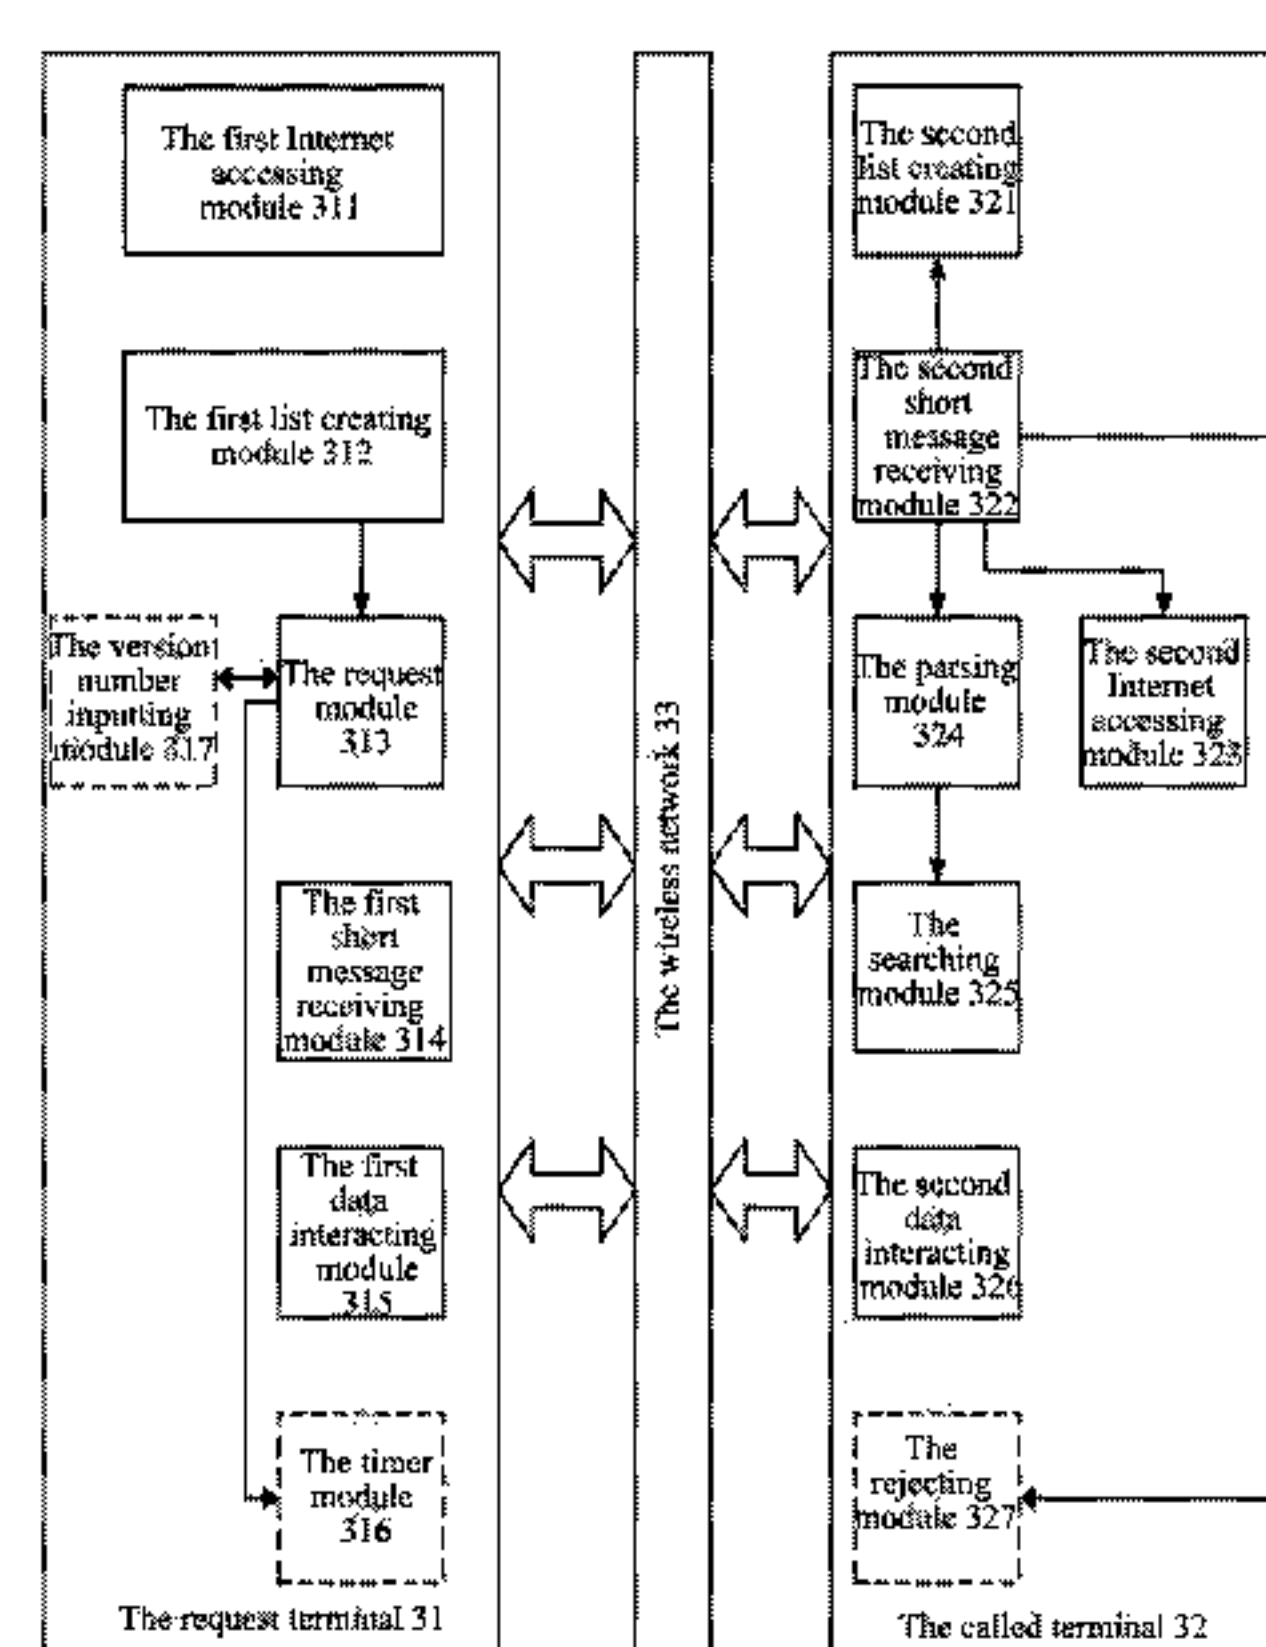 The first Internet
accessing
module 311
The first list creating
module 312
The version
number
inputting
module 317
The request
module
313
The first
short
message
receiving
module 314
The first
data
interacting
module
315
The timer
module
316
The request terminal 31
The wireless network 33
The second
list creating
module 321
The second
short
message
receiving
module 322
The parsing
module
324
The second
Internet
accessing
module 323
The
searching
module 325
The second
data
interacting
module 326
The
rejecting
module 327
The called terminal 32